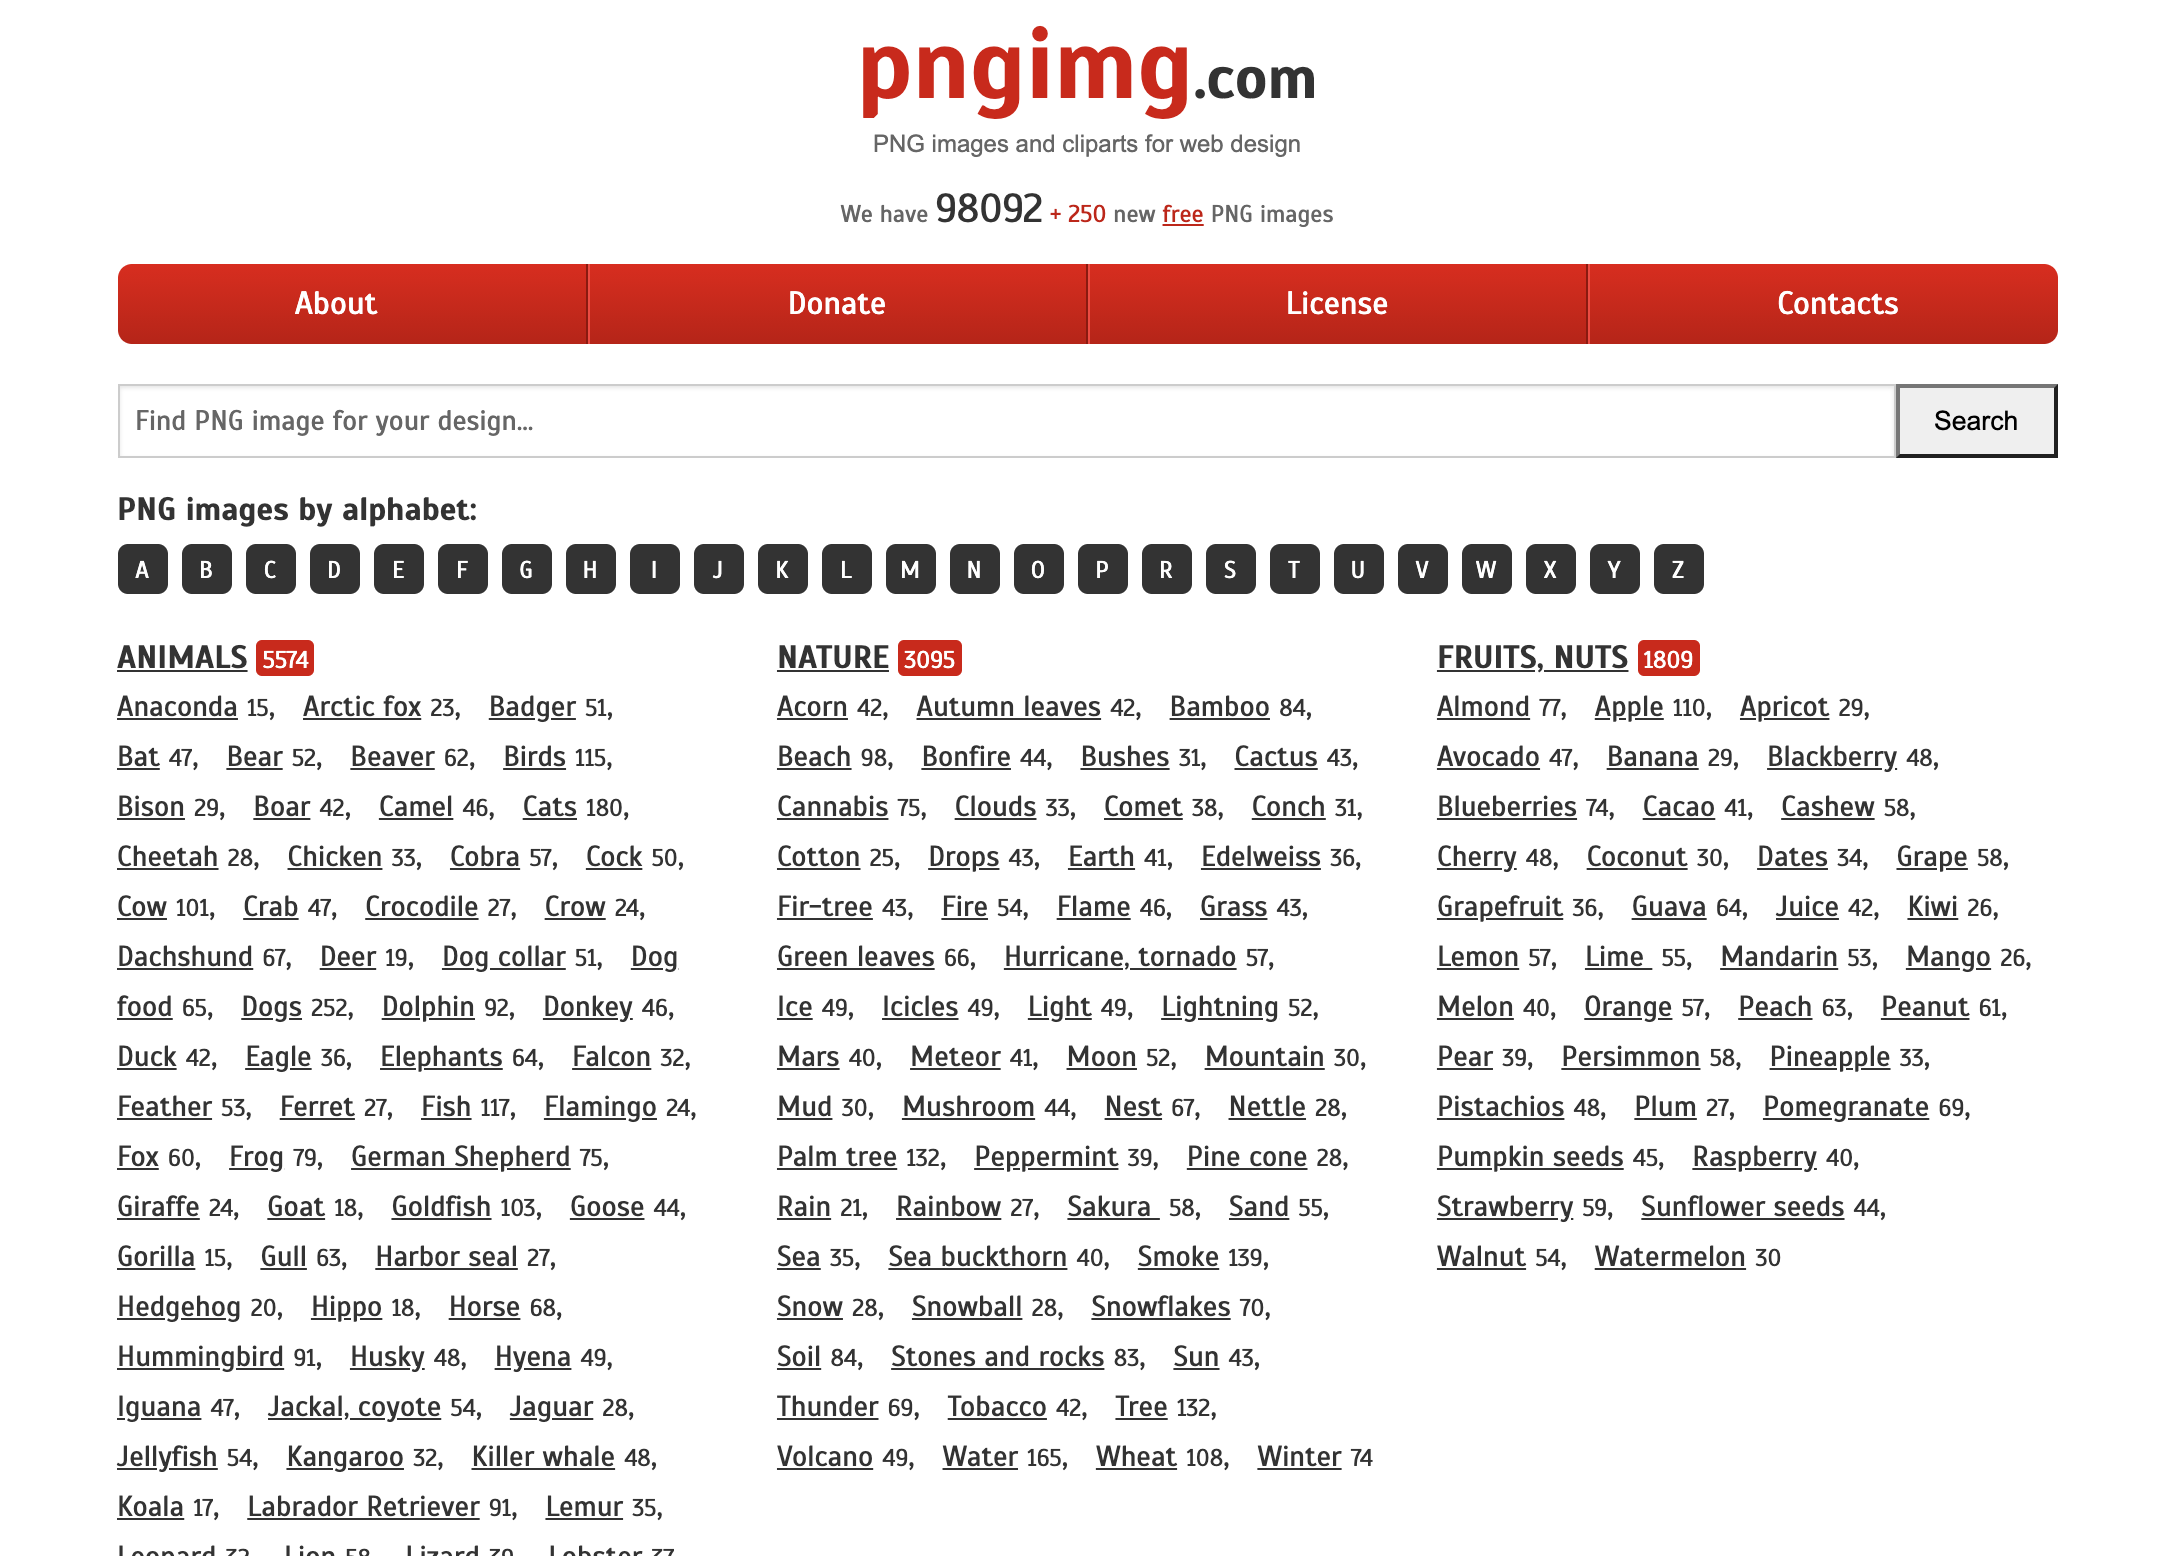 pngimg.com
PNG images and cliparts for web design
We have 98092 + 250 new free PNG images
About Donate License Contacts
Find PNG image for your design...
Search
PNG images by alphabet:
A B C D E F G H I J K L M N O P R S T U V W X Y Z
ANIMALS 5574
Anaconda 15, Arctic fox 23, Badger 51,
Bat 47, Bear 52, Beaver 62, Birds 115,
Bison 29, Boar 42, Camel 46, Cats 180,
Cheetah 28, Chicken 33, Cobra 57, Cock 50,
Cow 101, Crab 47, Crocodile 27, Crow 24,
Dachshund 67, Deer 19, Dog collar 51, Dog
food 65, Dogs 252, Dolphin 92, Donkey 46,
Duck 42, Eagle 36, Elephants 64, Falcon 32,
Feather 53, Ferret 27, Fish 117, Flamingo 24,
Fox 60, Frog 79, German Shepherd 75,
Giraffe 24, Goat 18, Goldfish 103, Goose 44,
Gorilla 15, Gull 63, Harbor seal 27,
Hedgehog 20, Hippo 18, Horse 68,
Hummingbird 91, Husky 48, Hyena 49,
Iguana 47, Jackal, coyote 54, Jaguar 28,
Jellyfish 54, Kangaroo 32, Killer whale 48,
Koala 17, Labrador Retriever 91, Lemur 35,
Leopard Lion Lizard Lobster
NATURE 3095
Acorn 42, Autumn leaves 42, Bamboo 84,
Beach 98, Bonfire 44, Bushes 31, Cactus 43,
Cannabis 75, Clouds 33, Comet 38, Conch 31,
Cotton 25, Drops 43, Earth 41, Edelweiss 36,
Fir-tree 43, Fire 54, Flame 46, Grass 43,
Green leaves 66, Hurricane, tornado 57,
Ice 49, Icicles 49, Light 49, Lightning 52,
Mars 40, Meteor 41, Moon 52, Mountain 30,
Mud 30, Mushroom 44, Nest 67, Nettle 28,
Palm tree 132, Peppermint 39, Pine cone 28,
Rain 21, Rainbow 27, Sakura 58, Sand 55,
Sea 35, Sea buckthorn 40, Smoke 139,
Snow 28, Snowball 28, Snowflakes 70,
Soil 84, Stones and rocks 83, Sun 43,
Thunder 69, Tobacco 42, Tree 132,
Volcano 49, Water 165, Wheat 108, Winter 74
FRUITS, NUTS 1809
Almond 77, Apple 110, Apricot 29,
Avocado 47, Banana 29, Blackberry 48,
Blueberries 74, Cacao 41, Cashew 58,
Cherry 48, Coconut 30, Dates 34, Grape 58,
Grapefruit 36, Guava 64, Juice 42, Kiwi 26,
Lemon 57, Lime 55, Mandarin 53, Mango 26,
Melon 40, Orange 57, Peach 63, Peanut 61,
Pear 39, Persimmon 58, Pineapple 33,
Pistachios 48, Plum 27, Pomegranate 69,
Pumpkin seeds 45, Raspberry 40,
Strawberry 59, Sunflower seeds 44,
Walnut 54, Watermelon 30